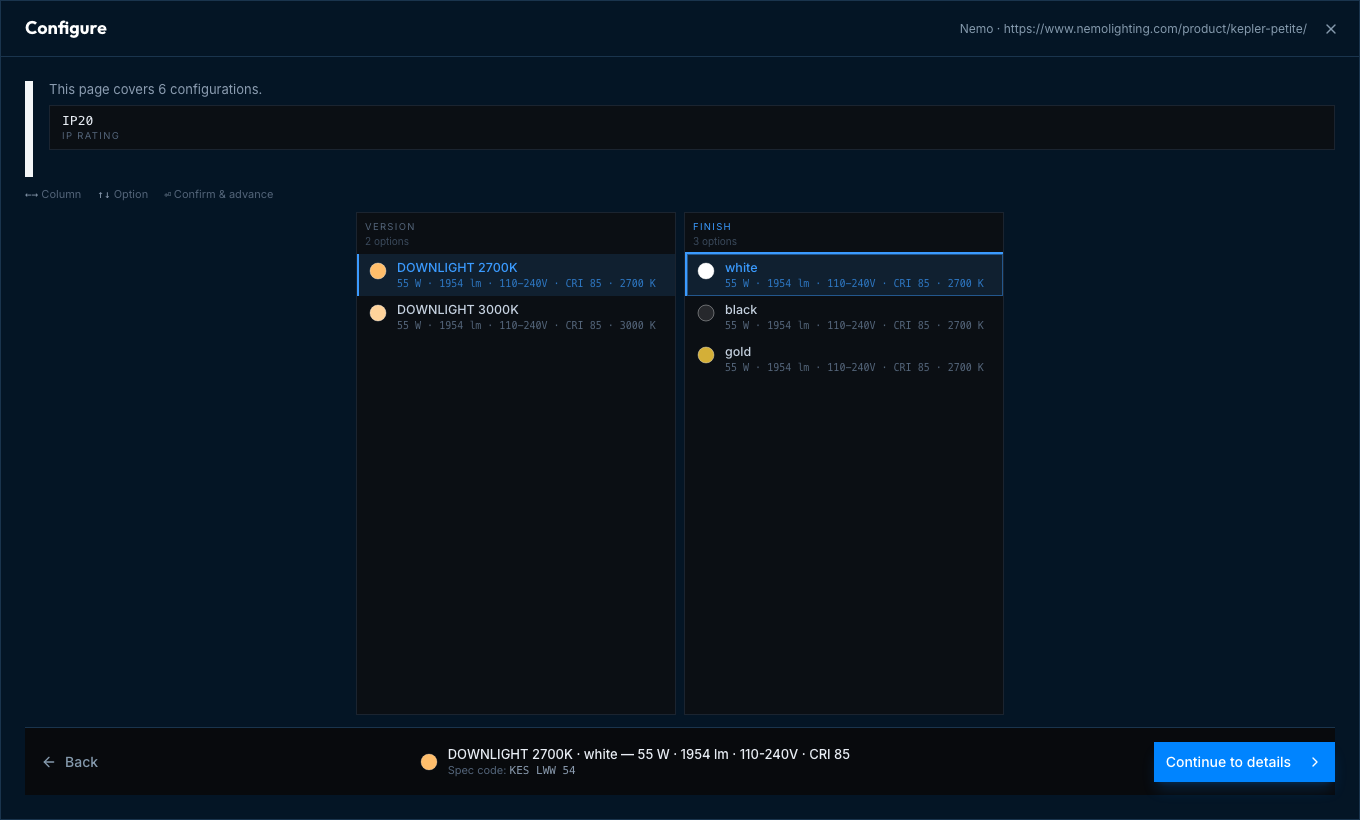 Configure
Nemo · https://www.nemolighting.com/product/kepler-petite/ ×
This page covers 6 configurations.
IP20
IP RATING
←→ Column ↑↓ Option ⏎ Confirm & advance
VERSION
2 options
DOWNLIGHT 2700K
55 W · 1954 lm · 110–240V · CRI 85 · 2700 K
DOWNLIGHT 3000K
55 W · 1954 lm · 110–240V · CRI 85 · 3000 K
FINISH
3 options
white
55 W · 1954 lm · 110–240V · CRI 85 · 2700 K
black
55 W · 1954 lm · 110–240V · CRI 85 · 2700 K
gold
55 W · 1954 lm · 110–240V · CRI 85 · 2700 K
← Back
DOWNLIGHT 2700K · white — 55 W · 1954 lm · 110-240V · CRI 85
Spec code: KES LWW 54
Continue to details